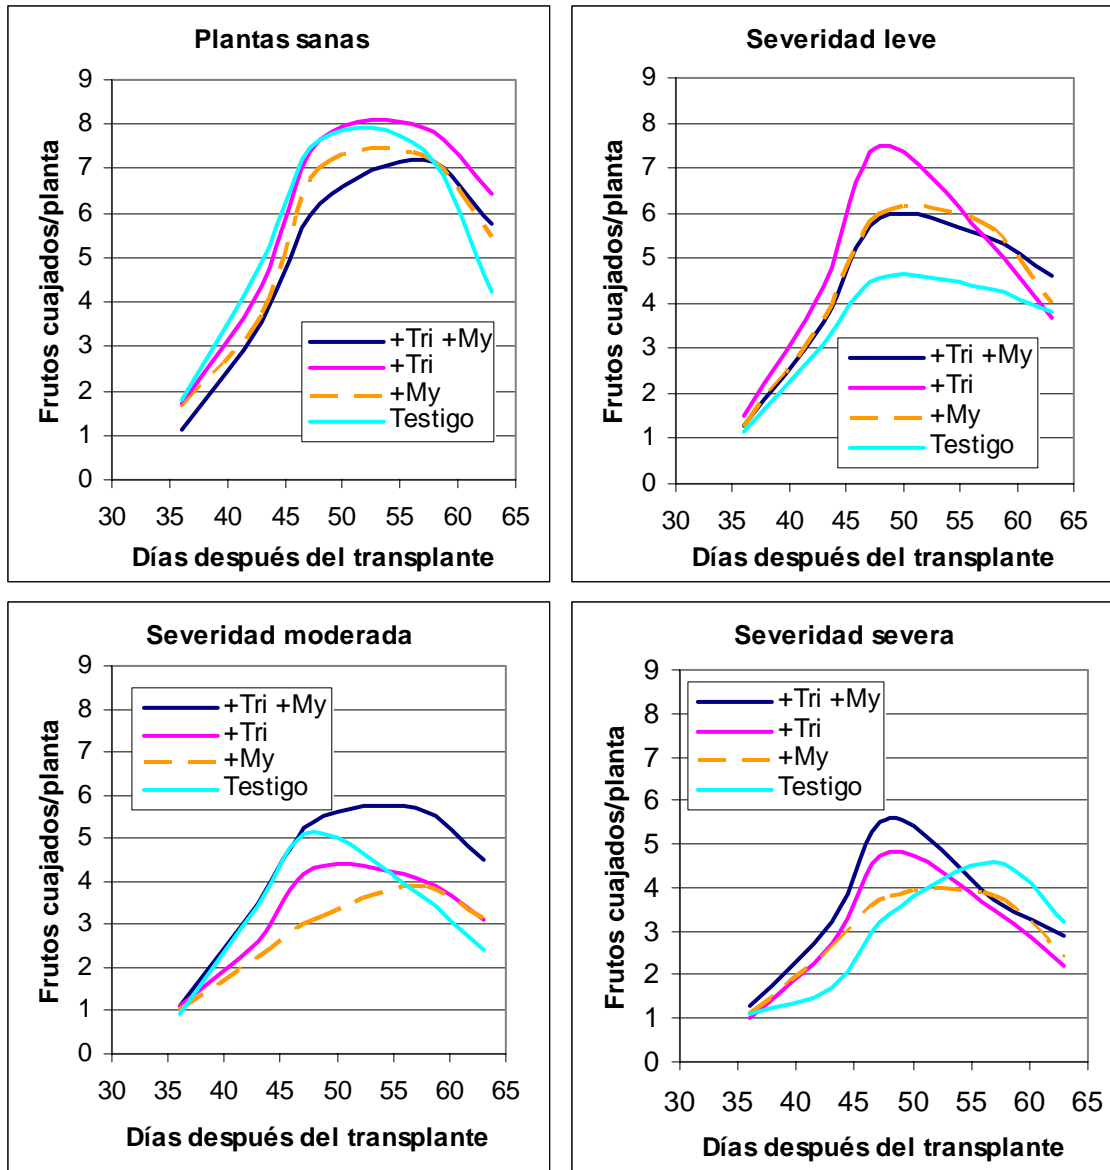 Plantas sanas
Frutos cuajados/planta
9
8
7
6
5
4
3
2
1
0
+Tri +My
+Tri
+My
Testigo
30 35 40 45 50 55 60 65
Días después del transplante
Severidad leve
Frutos cuajados/planta
9
8
7
6
5
4
3
2
1
0
+Tri +My
+Tri
+My
Testigo
30 35 40 45 50 55 60 65
Días después del transplante
Severidad moderada
Frutos cuajados/planta
9
8
7
6
5
4
3
2
1
0
+Tri +My
+Tri
+My
Testigo
30 35 40 45 50 55 60 65
Días después del transplante
Severidad severa
Frutos cuajados/planta
9
8
7
6
5
4
3
2
1
0
+Tri +My
+Tri
+My
Testigo
30 35 40 45 50 55 60 65
Días después del transplante